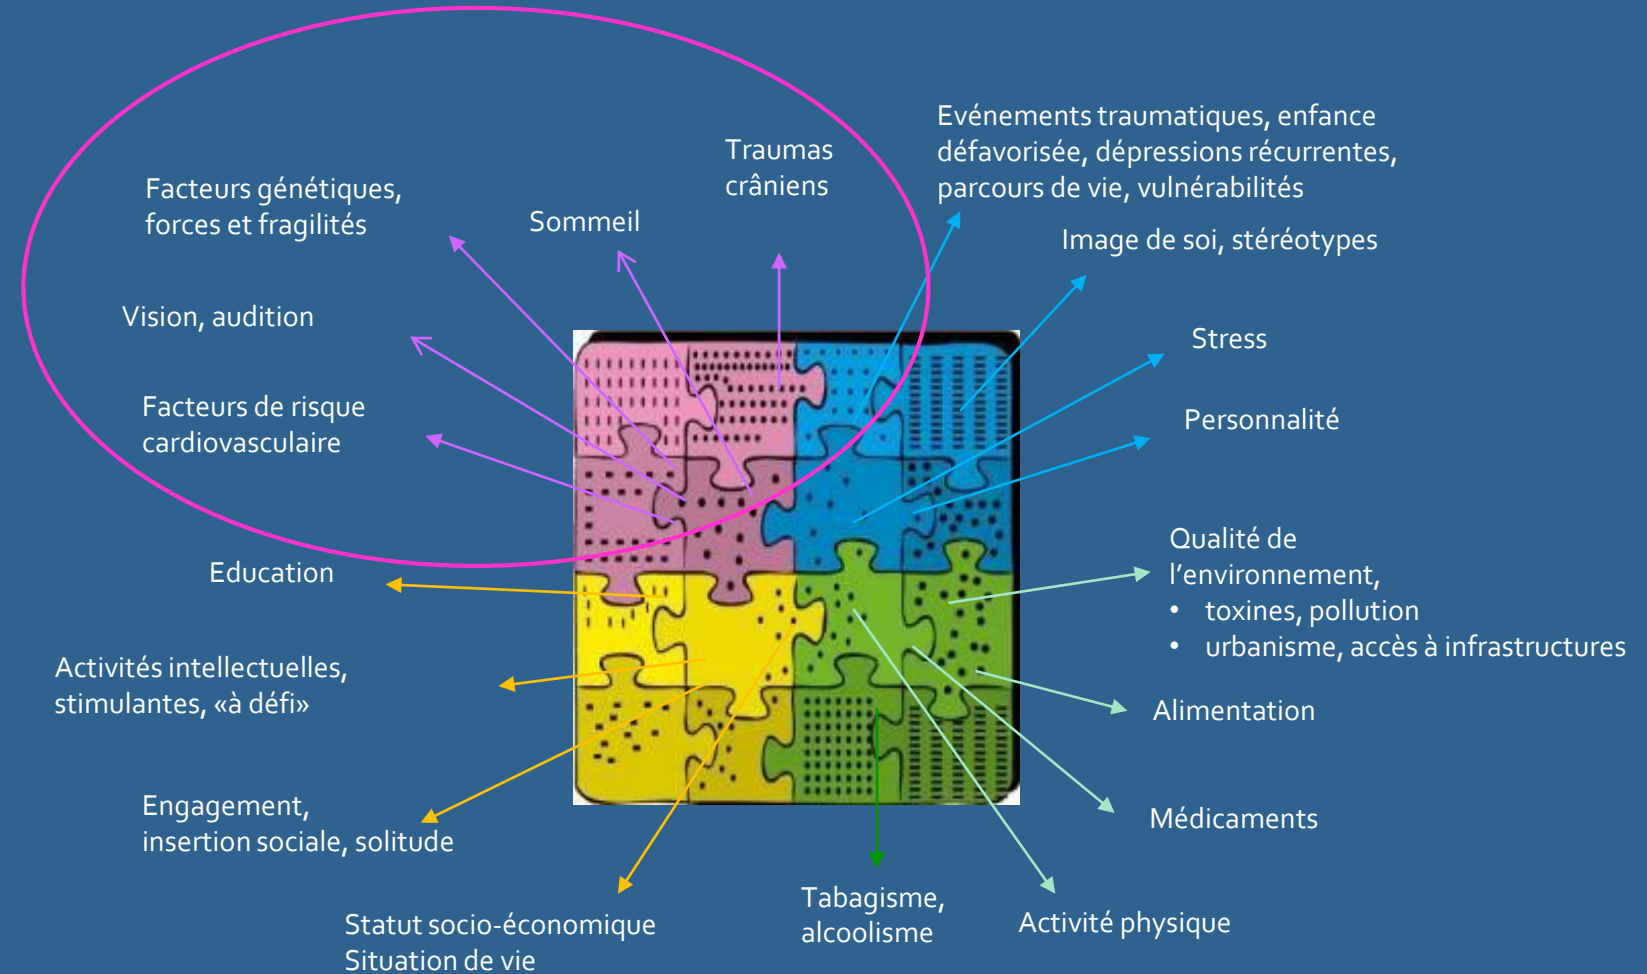 Traumas
crâniens
Evénements traumatiques, enfance
défavorisée, dépressions récurrentes,
parcours de vie, vulnérabilités
Facteurs génétiques,
forces et fragilités
Sommeil
Image de soi, stéréotypes
Vision, audition
Stress
Facteurs de risque
cardiovasculaire
Personnalité
Education
Qualité de
l'environnement,
• toxines, pollution
• urbanisme, accès à infrastructures
Activités intellectuelles,
stimulantes, «à défi»
Alimentation
Engagement,
insertion sociale, solitude
Médicaments
Tabagisme,
alcoolisme
Activité physique
Statut socio-économique
Situation de vie